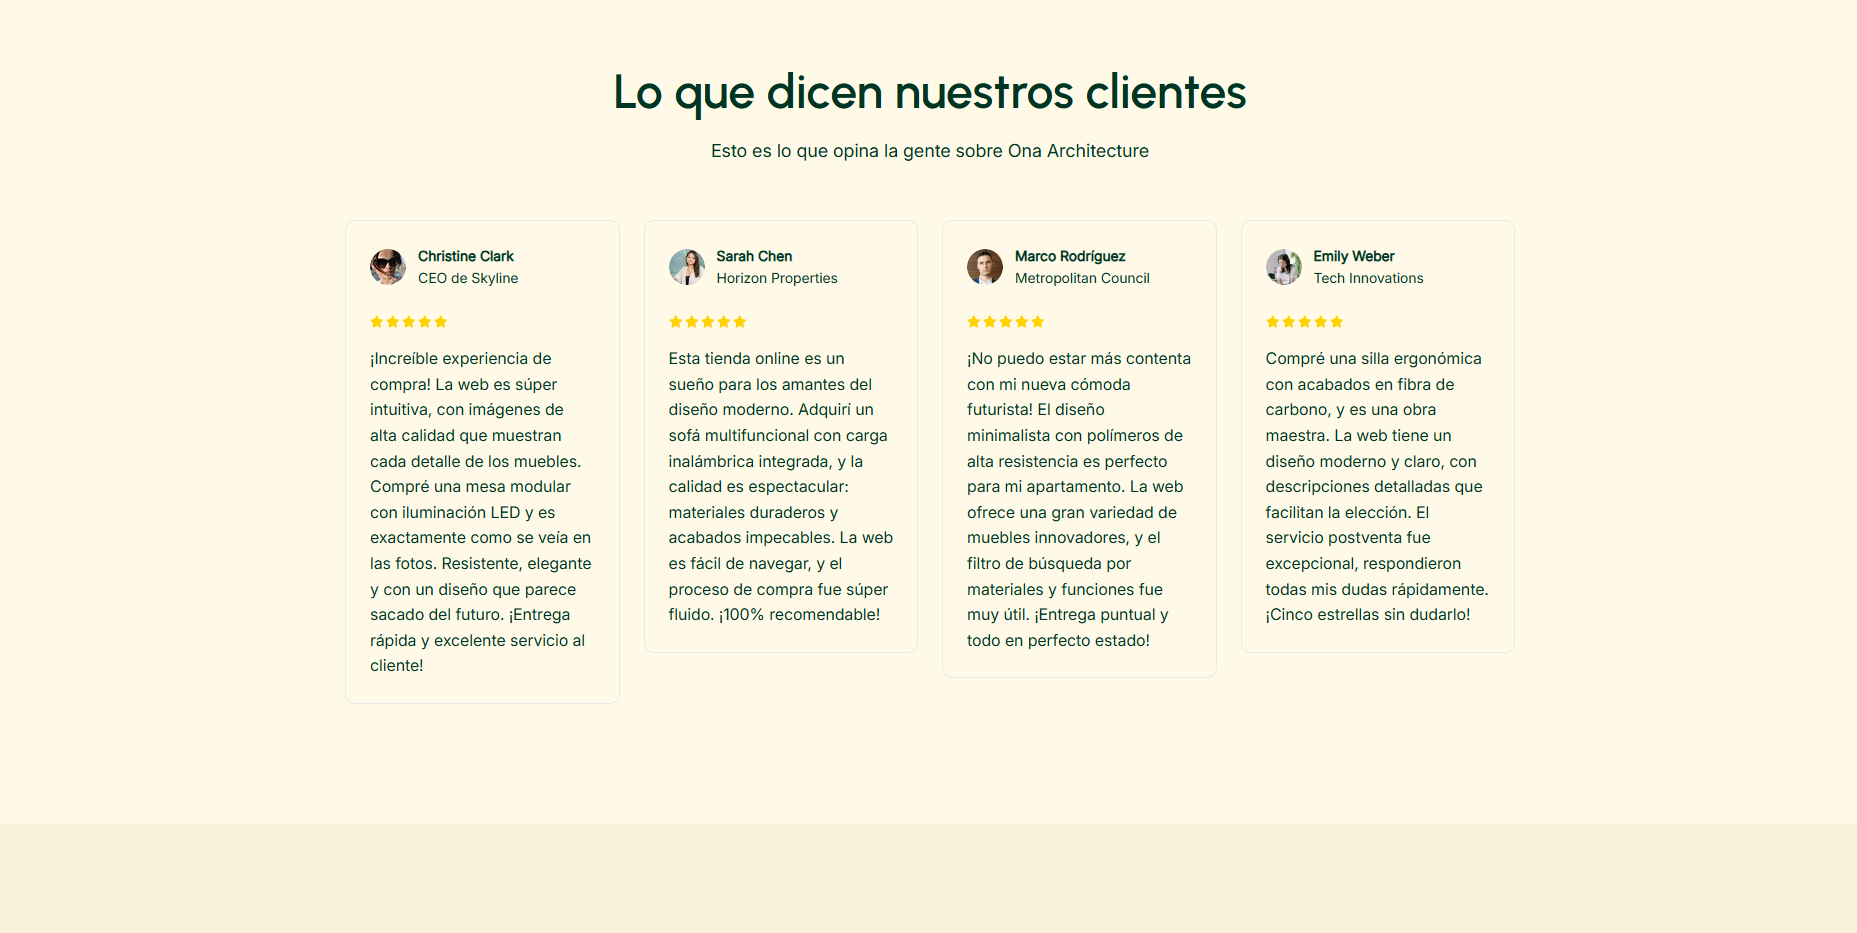 Lo que dicen nuestros clientes
Esto es lo que opina la gente sobre Ona Architecture
Christine Clark
CEO de Skyline
¡Increíble experiencia de
compra! La web es súper
intuitiva, con imágenes de
alta calidad que muestran
cada detalle de los muebles.
Compré una mesa modular
con iluminación LED y es
exactamente como se veía en
las fotos. Resistente, elegante
y con un diseño que parece
sacado del futuro. ¡Entrega
rápida y excelente servicio al
cliente!
Sarah Chen
Horizon Properties
Esta tienda online es un
sueño para los amantes del
diseño moderno. Adquirí un
sofá multifuncional con carga
inalámbrica integrada, y la
calidad es espectacular:
materiales duraderos y
acabados impecables. La web
es fácil de navegar, y el
proceso de compra fue súper
fluido. ¡100% recomendable!
Marco Rodríguez
Metropolitan Council
¡No puedo estar más contenta
con mi nueva cómoda
futurista! El diseño
minimalista con polímeros de
alta resistencia es perfecto
para mi apartamento. La web
ofrece una gran variedad de
muebles innovadores, y el
filtro de búsqueda por
materiales y funciones fue
muy útil. ¡Entrega puntual y
todo en perfecto estado!
Emily Weber
Tech Innovations
Compré una silla ergonómica
con acabados en fibra de
carbono, y es una obra
maestra. La web tiene un
diseño moderno y claro, con
descripciones detalladas que
facilitan la elección. El
servicio postventa fue
excepcional, respondieron
todas mis dudas rápidamente.
¡Cinco estrellas sin dudarlo!